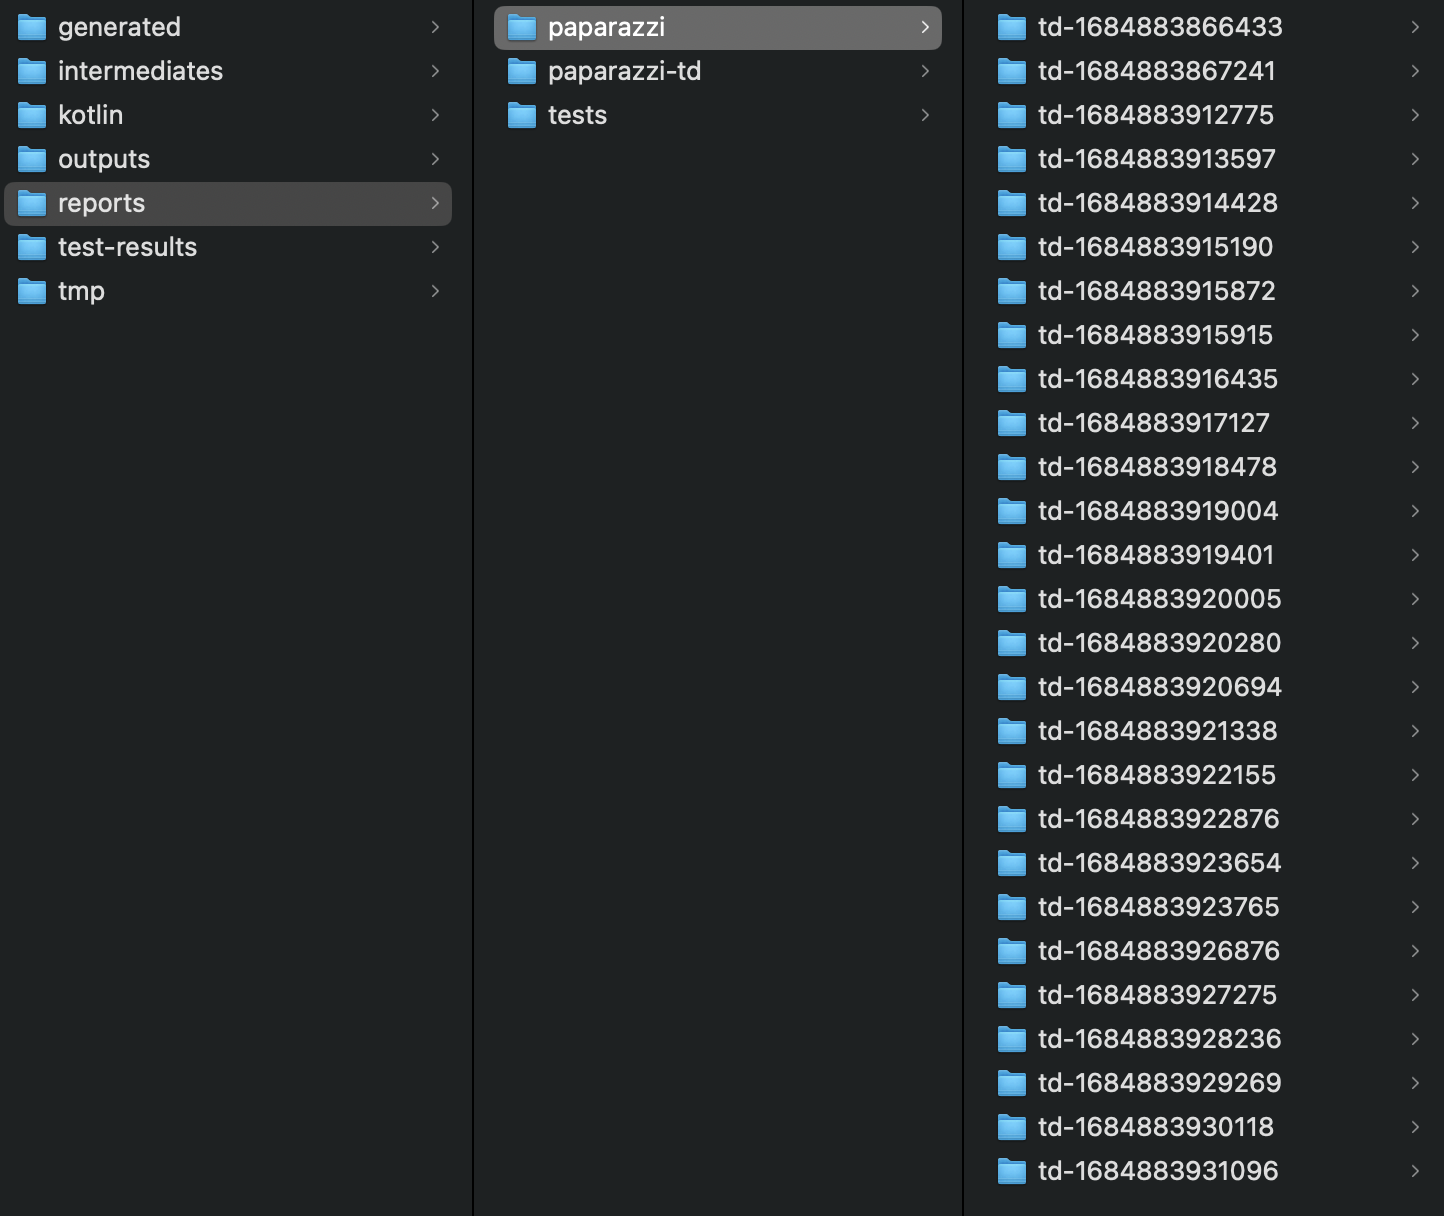 generated
intermediates
kotlin
outputs
reports
test-results
tmp
paparazzi
paparazzi-td
tests
td-1684883866433
td-1684883867241
td-1684883912775
td-1684883913597
td-1684883914428
td-1684883915190
td-1684883915872
td-1684883915915
td-1684883916435
td-1684883917127
td-1684883918478
td-1684883919004
td-1684883919401
td-1684883920005
td-1684883920280
td-1684883920694
td-1684883921338
td-1684883922155
td-1684883922876
td-1684883923654
td-1684883923765
td-1684883926876
td-1684883927275
td-1684883928236
td-1684883929269
td-1684883930118
td-1684883931096